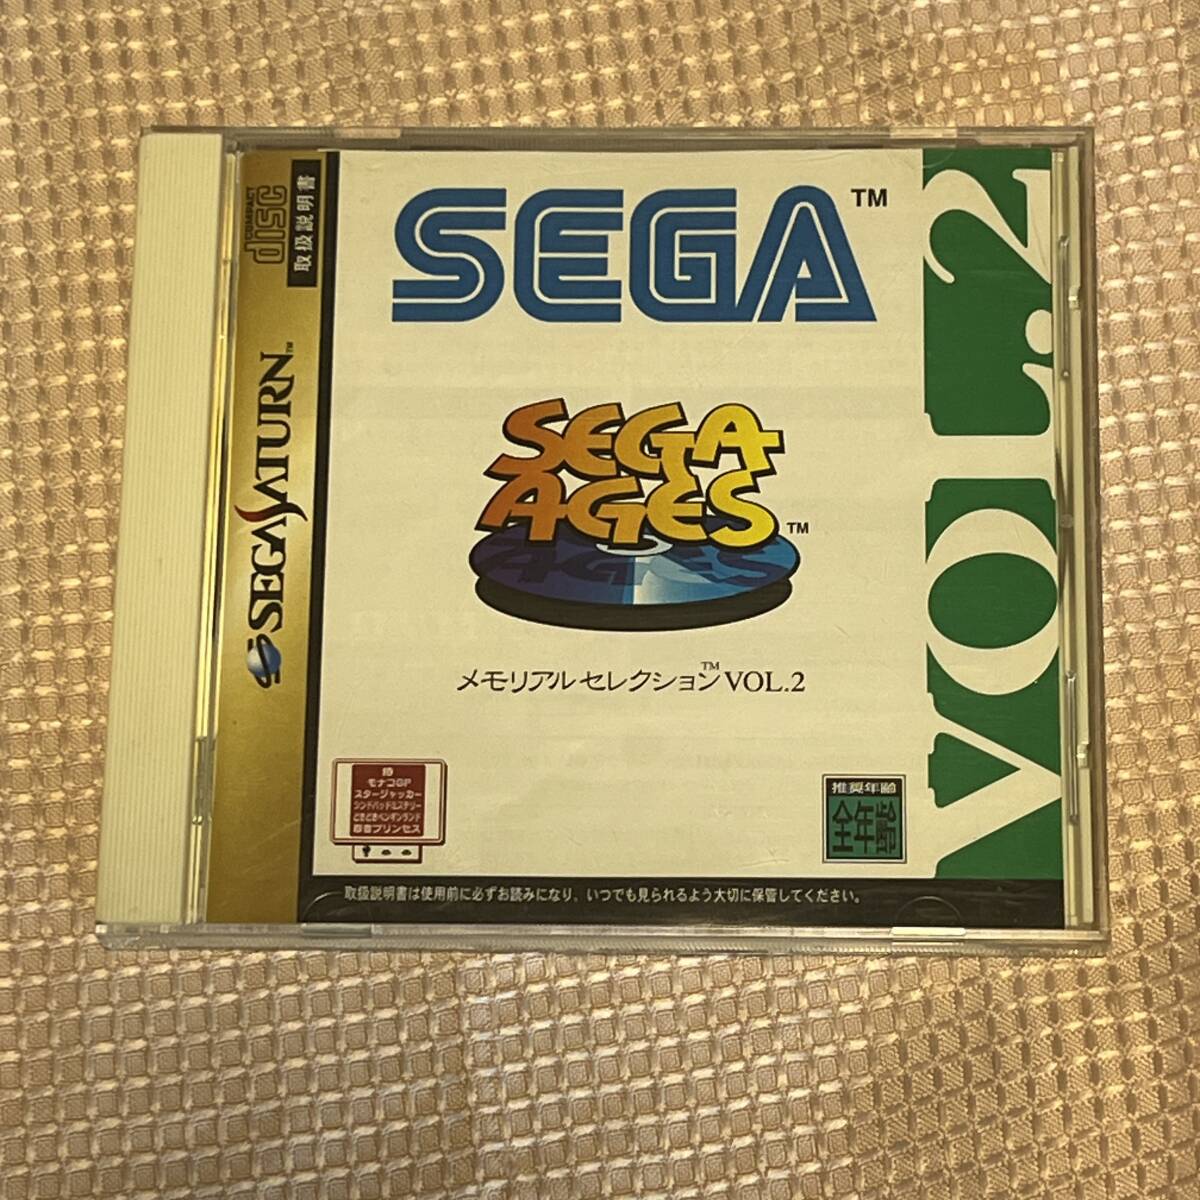 COMPACT
disc
取扱説明書
SEGA SATURN™
SEGA™
SEGA
AGES™
メモリアルセレクション™VOL.2
VOL.2
モナコGP
スタージャッカー
シンドバッドミステリー
どきどきペンギンランド
忍者プリンセス
推奨年齢
全年齢
取扱説明書は使用前に必ずお読みになり、いつでも見られるよう大切に保管してください。